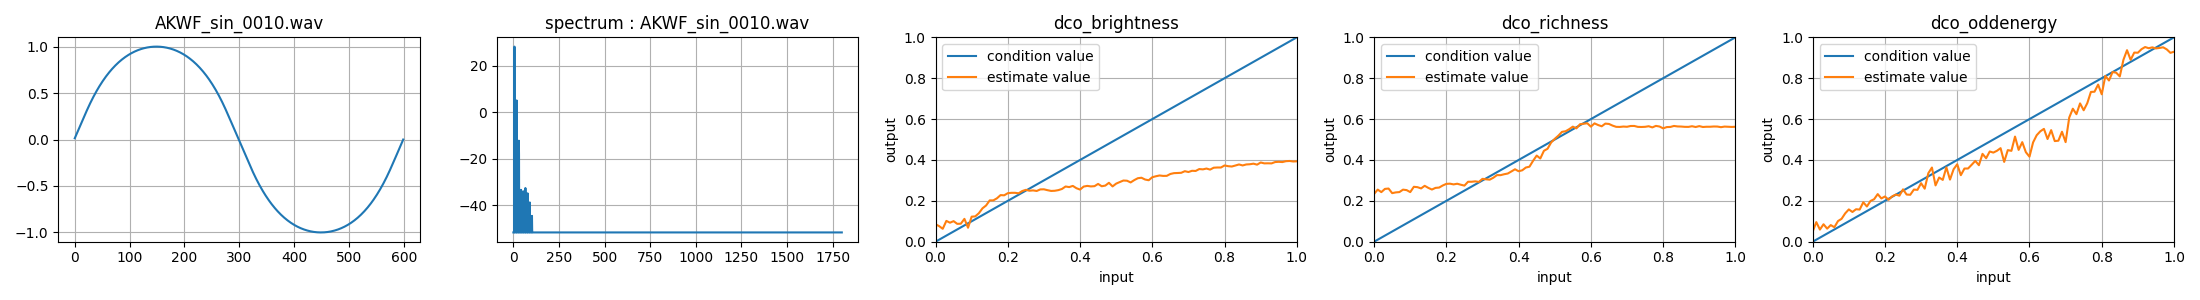 AKWF_sin_0010.wav
1.0
0.5
0.0
−0.5
−1.0
0 100 200 300 400 500 600
spectrum : AKWF_sin_0010.wav
20
0
−20
−40
0 250 500 750 1000 1250 1500 1750
dco_brightness
condition value
estimate value
output
1.0
0.8
0.6
0.4
0.2
0.0
0.0 0.2 0.4 0.6 0.8 1.0
input
dco_richness
condition value
estimate value
output
1.0
0.8
0.6
0.4
0.2
0.0
0.0 0.2 0.4 0.6 0.8 1.0
input
dco_oddenergy
condition value
estimate value
output
1.0
0.8
0.6
0.4
0.2
0.0
0.0 0.2 0.4 0.6 0.8 1.0
input